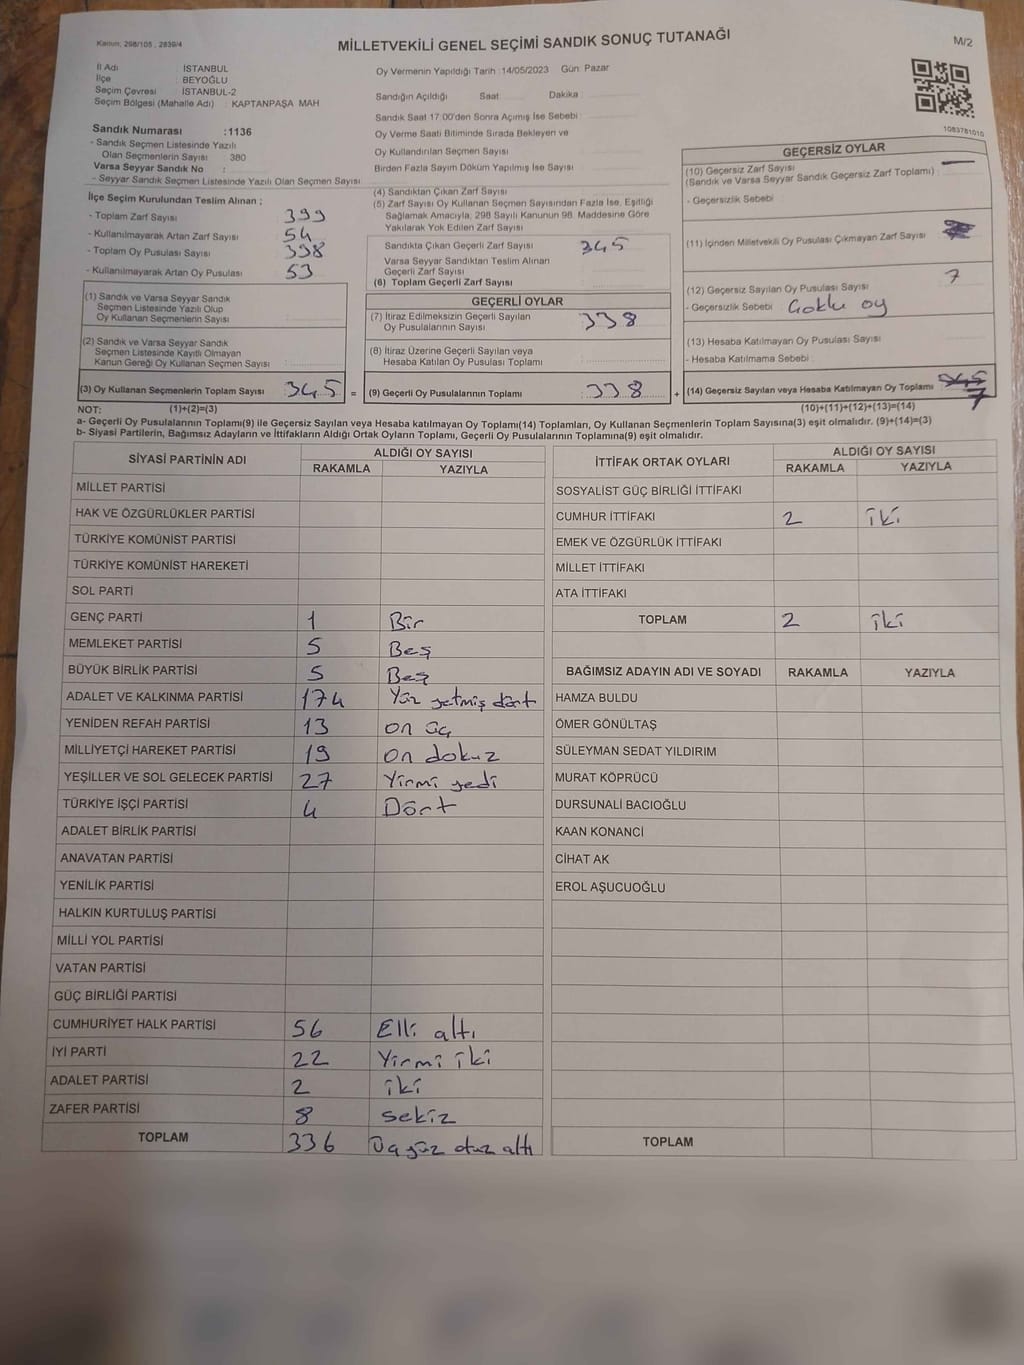 Kanun, 298/105 , 2839/4
MİLLETVEKİLİ GENEL SEÇİMİ SANDIK SONUÇ TUTANAĞI
M/2
İl Adı : İSTANBUL
İlçe : BEYOĞLU
Seçim Çevresi : İSTANBUL-2
Seçim Bölgesi (Mahalle Adı) : KAPTANPAŞA MAH
Sandık Numarası :1136
- Sandık Seçmen Listesinde Yazılı
Olan Seçmenlerin Sayısı : 380
Varsa Seyyar Sandık No :
- Seyyar Sandık Seçmen Listesinde Yazılı Olan Seçmen Sayısı
İlçe Seçim Kurulundan Teslim Alınan ;
- Toplam Zarf Sayısı 399
- Kullanılmayarak Artan Zarf Sayısı 54
- Toplam Oy Pusulası Sayısı 398
- Kullanılmayarak Artan Oy Pusulası 53
(1) Sandık ve Varsa Seyyar Sandık
Seçmen Listesinde Yazılı Olup
Oy Kullanan Seçmenlerin Sayısı
(2) Sandık ve Varsa Seyyar Sandık
Seçmen Listesinde Kayıtlı Olmayan
Kanun Gereği Oy Kullanan Seçmen Sayısı
(3) Oy Kullanan Seçmenlerin Toplam Sayısı 345 =
Oy Vermenin Yapıldığı Tarih :14/05/2023 Gün: Pazar
Sandığın Açıldığı Saat Dakika
Sandık Saat 17:00'den Sonra Açılmış İse Sebebi
Oy Verme Saati Bitiminde Sırada Bekleyen ve
Oy Kullandırılan Seçmen Sayısı
Birden Fazla Sayım Döküm Yapılmış İse Sayısı
(4) Sandıktan Çıkan Zarf Sayısı
(5) Zarf Sayısı Oy Kullanan Seçmen Sayısından Fazla İse, Eşitliği
Sağlamak Amacıyla, 298 Sayılı Kanunun 98. Maddesine Göre
Yakılarak Yok Edilen Zarf Sayısı
Sandıkta Çıkan Geçerli Zarf Sayısı 345
Varsa Seyyar Sandıktan Teslim Alınan
Geçerli Zarf Sayısı
(6) Toplam Geçerli Zarf Sayısı
GEÇERLİ OYLAR
(7) İtiraz Edilmeksizin Geçerli Sayılan
Oy Pusulalarının Sayısı 338
(8) İtiraz Üzerine Geçerli Sayılan veya
Hesaba Katılan Oy Pusulası Toplamı
(9) Geçerli Oy Pusulalarının Toplamı 338 +
1083781010
GEÇERSİZ OYLAR
(10) Geçersiz Zarf Sayısı
(Sandık ve Varsa Seyyar Sandık Geçersiz Zarf Toplamı) :
- Geçersizlik Sebebi
(11) İçinden Milletvekili Oy Pusulası Çıkmayan Zarf Sayısı
(12) Geçersiz Sayılan Oy Pusulası Sayısı 7
- Geçersizlik Sebebi : Çoklu oy
(13) Hesaba Katılmayan Oy Pusulası Sayısı
- Hesaba Katılmama Sebebi :
(14) Geçersiz Sayılan veya Hesaba Katılmayan Oy Toplamı 7
NOT: (1)+(2)=(3) (10)+(11)+(12)+(13)=(14)
a- Geçerli Oy Pusulalarının Toplamı(9) ile Geçersiz Sayılan veya Hesaba katılmayan Oy Toplamı(14) Toplamları, Oy Kullanan Seçmenlerin Toplam Sayısına(3) eşit olmalıdır. (9)+(14)=(3)
b- Siyasi Partilerin, Bağımsız Adayların ve İttifakların Aldığı Ortak Oyların Toplamı, Geçerli Oy Pusulalarının Toplamına(9) eşit olmalıdır.
SİYASİ PARTİNİN ADI ALDIĞI OY SAYISI
RAKAMLA YAZIYLA
MİLLET PARTİSİ
HAK VE ÖZGÜRLÜKLER PARTİSİ
TÜRKİYE KOMÜNİST PARTİSİ
TÜRKİYE KOMÜNİST HAREKETİ
SOL PARTİ
GENÇ PARTİ 1 Bir
MEMLEKET PARTİSİ 5 Beş
BÜYÜK BİRLİK PARTİSİ 5 Beş
ADALET VE KALKINMA PARTİSİ 174 Yüz yetmiş dört
YENİDEN REFAH PARTİSİ 13 on üç
MİLLİYETÇİ HAREKET PARTİSİ 19 on dokuz
YEŞİLLER VE SOL GELECEK PARTİSİ 27 Yirmi yedi
TÜRKİYE İŞÇİ PARTİSİ 4 Dört
ADALET BİRLİK PARTİSİ
ANAVATAN PARTİSİ
YENİLİK PARTİSİ
HALKIN KURTULUŞ PARTİSİ
MİLLİ YOL PARTİSİ
VATAN PARTİSİ
GÜÇ BİRLİĞİ PARTİSİ
CUMHURİYET HALK PARTİSİ 56 Elli altı
İYİ PARTİ 22 Yirmi iki
ADALET PARTİSİ 2 iki
ZAFER PARTİSİ 8 sekiz
TOPLAM 336 Üç yüz otuz altı
İTTİFAK ORTAK OYLARI ALDIĞI OY SAYISI
RAKAMLA YAZIYLA
SOSYALİST GÜÇ BİRLİĞİ İTTİFAKI
CUMHUR İTTİFAKI 2 iki
EMEK VE ÖZGÜRLÜK İTTİFAKI
MİLLET İTTİFAKI
ATA İTTİFAKI
TOPLAM 2 iki
BAĞIMSIZ ADAYIN ADI VE SOYADI RAKAMLA YAZIYLA
HAMZA BULDU
ÖMER GÖNÜLTAŞ
SÜLEYMAN SEDAT YILDIRIM
MURAT KÖPRÜCÜ
DURSUNALİ BACIOĞLU
KAAN KONANCİ
CİHAT AK
EROL AŞUCUOĞLU
TOPLAM